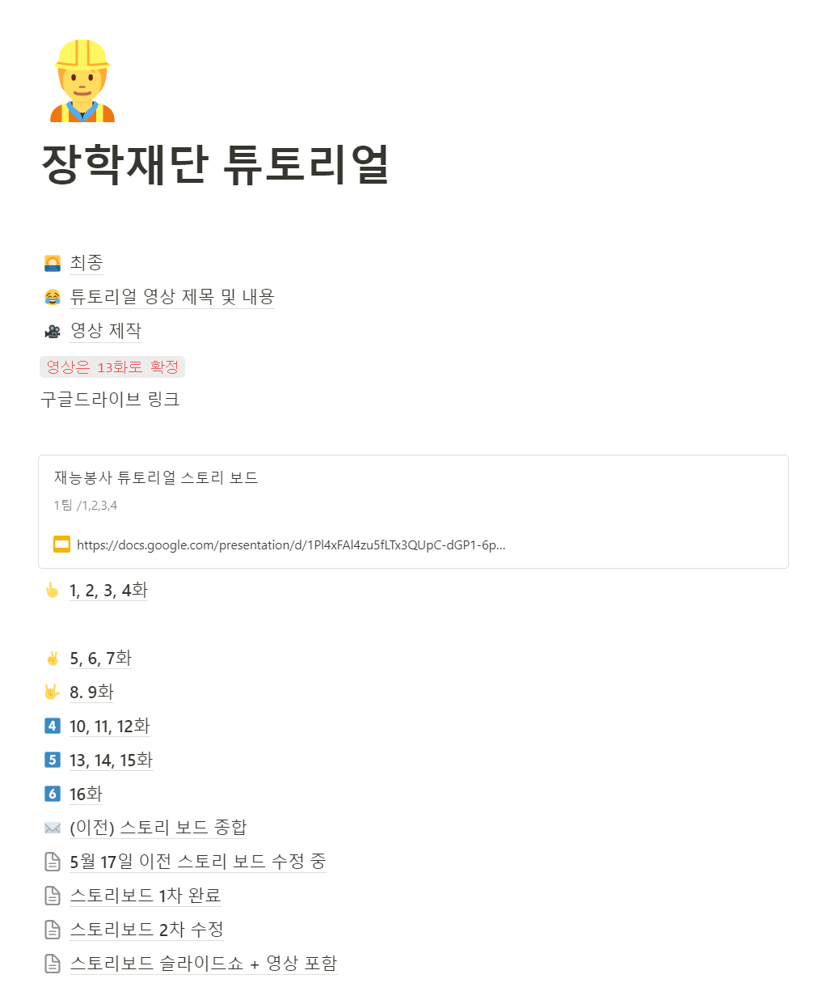 장학재단 튜토리얼
최종
튜토리얼 영상 제목 및 내용
영상 제작
영상은 13화로 확정
구글드라이브 링크
재능봉사 튜토리얼 스토리 보드
1팀 /1,2,3,4
https://docs.google.com/presentation/d/1Pl4xFAl4zu5fLTx3QUpC-dGP1-6p...
1, 2, 3, 4화
5, 6, 7화
8. 9화
4 10, 11, 12화
5 13, 14, 15화
6 16화
(이전) 스토리 보드 종합
5월 17일 이전 스토리 보드 수정 중
스토리보드 1차 완료
스토리보드 2차 수정
스토리보드 슬라이드쇼 + 영상 포함